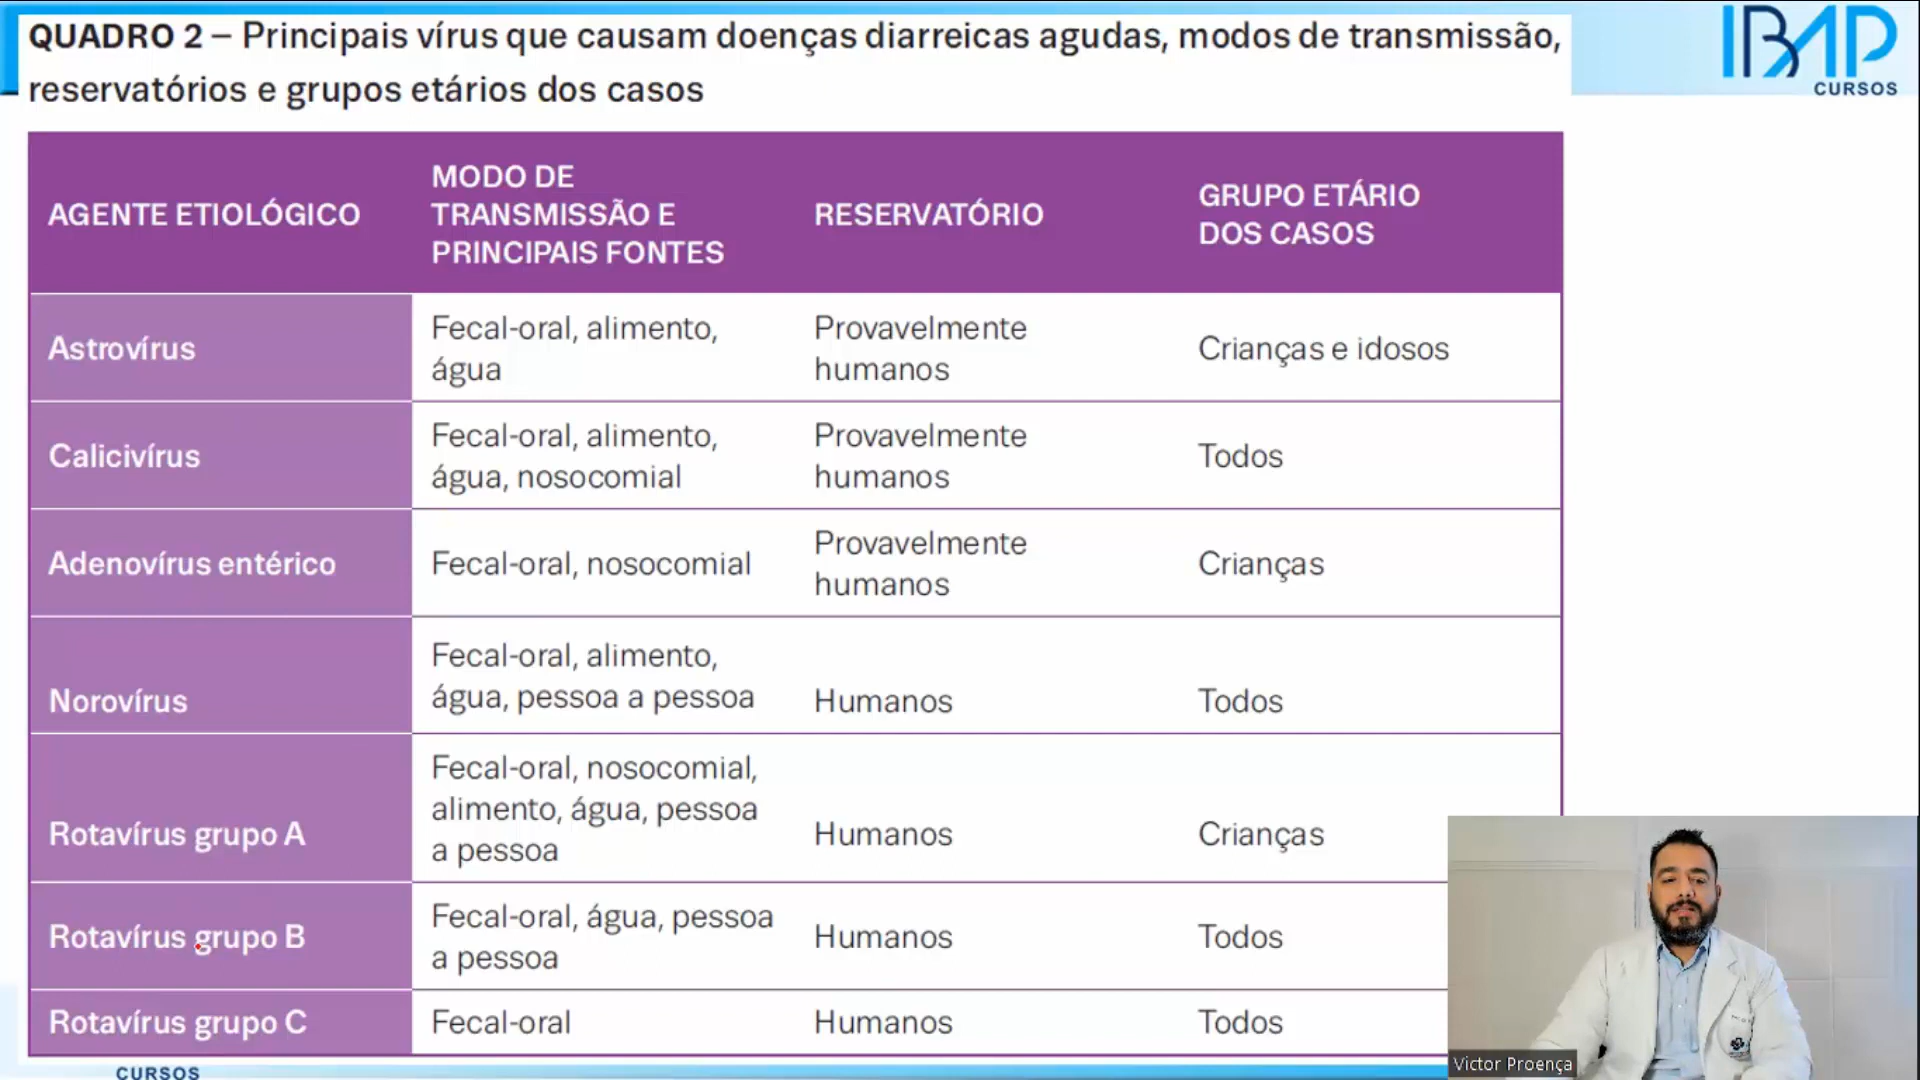 QUADRO 2 – Principais vírus que causam doenças diarreicas agudas, modos de transmissão,
reservatórios e grupos etários dos casos
IBAP
CURSOS
AGENTE ETIOLÓGICO
MODO DE
TRANSMISSÃO E
PRINCIPAIS FONTES
RESERVATÓRIO
GRUPO ETÁRIO
DOS CASOS
Astrovírus
Fecal-oral, alimento,
água
Provavelmente
humanos
Crianças e idosos
Calicivírus
Fecal-oral, alimento,
água, nosocomial
Provavelmente
humanos
Todos
Adenovírus entérico
Fecal-oral, nosocomial
Provavelmente
humanos
Crianças
Norovírus
Fecal-oral, alimento,
água, pessoa a pessoa
Humanos
Todos
Rotavírus grupo A
Fecal-oral, nosocomial,
alimento, água, pessoa
a pessoa
Humanos
Crianças
Rotavírus grupo B
Fecal-oral, água, pessoa
a pessoa
Humanos
Todos
Rotavírus grupo C
Fecal-oral
Humanos
Todos
CURSOS
Victor Proença